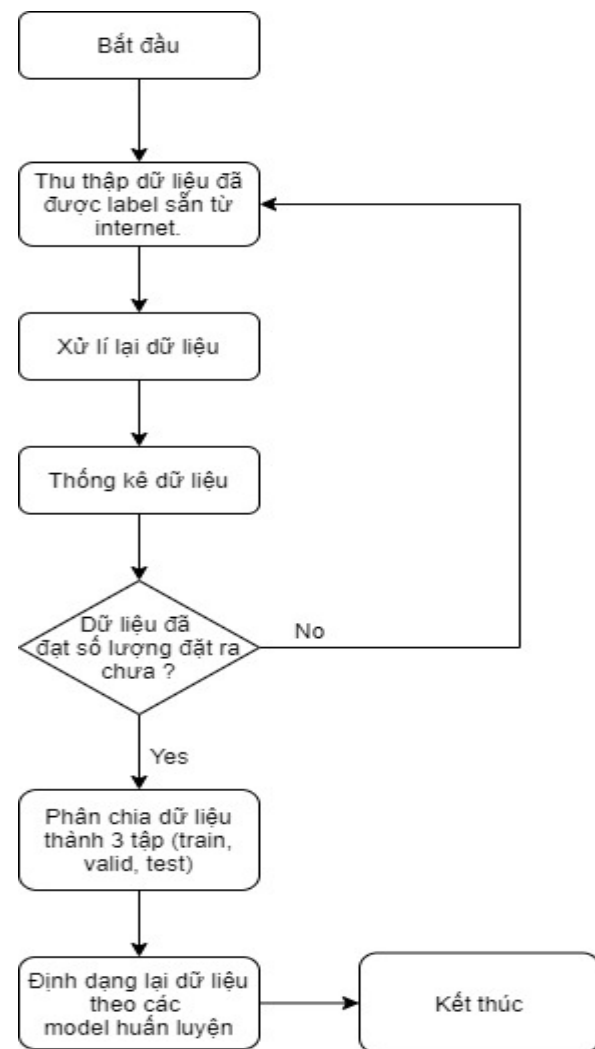 Bắt đầu
Thu thập dữ liệu đã
được label sẵn từ
internet.
Xử lí lại dữ liệu
Thống kê dữ liệu
Dữ liệu đã
đạt số lượng đặt ra
chưa ?
No
Yes
Phân chia dữ liệu
thành 3 tập (train,
valid, test)
Định dạng lại dữ liệu
theo các
model huấn luyện
Kết thúc